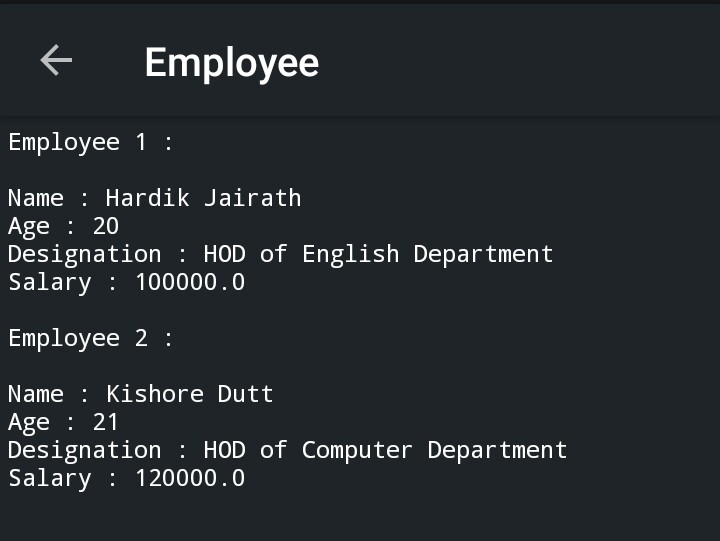 Employee
Employee 1 :
Name : Hardik Jairath
Age : 20
Designation : HOD of English Department
Salary : 100000.0
Employee 2 :
Name : Kishore Dutt
Age : 21
Designation : HOD of Computer Department
Salary : 120000.0